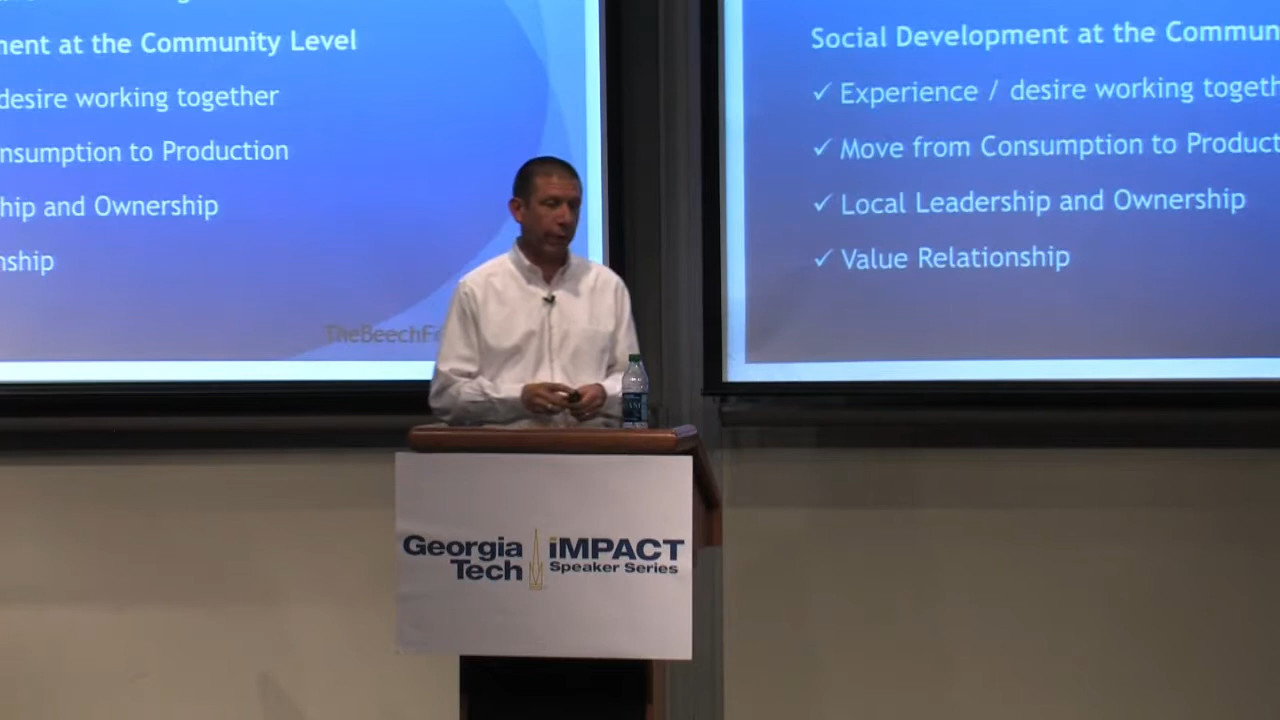 ment at the Community Level
desire working together
nsumption to Production
hip and Ownership
nship
TheBeechF
Social Development at the Commun
✓ Experience / desire working togeth
✓ Move from Consumption to Product
✓ Local Leadership and Ownership
✓ Value Relationship
Georgia
Tech
iMPACT
Speaker Series